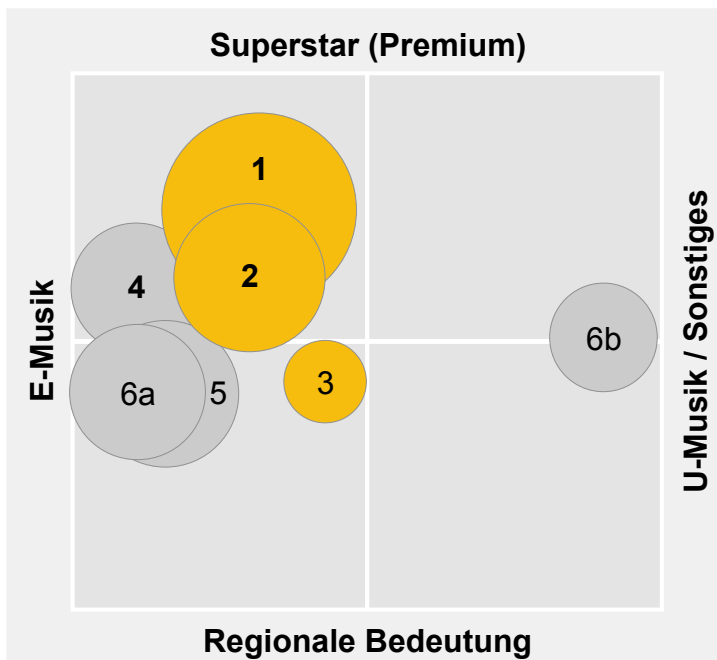 Superstar (Premium)
E-Musik
1
2
4
3
6a
5
6b
U-Musik / Sonstiges
Regionale Bedeutung